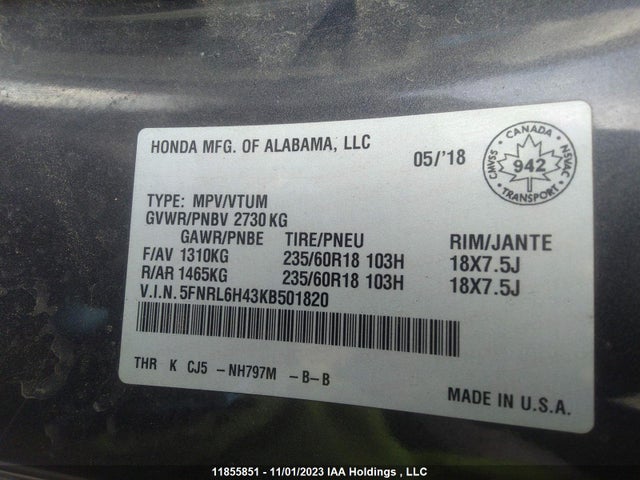 HONDA MFG. OF ALABAMA, LLC
05/'18
CANADA
CMVSS
942
NSVAC
TRANSPORT
TYPE: MPV/VTUM
GVWR/PNBV 2730 KG
GAWR/PNBE TIRE/PNEU RIM/JANTE
F/AV 1310KG 235/60R18 103H 18X7.5J
R/AR 1465KG 235/60R18 103H 18X7.5J
V.I.N. 5FNRL6H43KB501820
THR K CJ5 -NH797M -B-B
MADE IN U.S.A.
11855851 - 11/01/2023 IAA Holdings , LLC